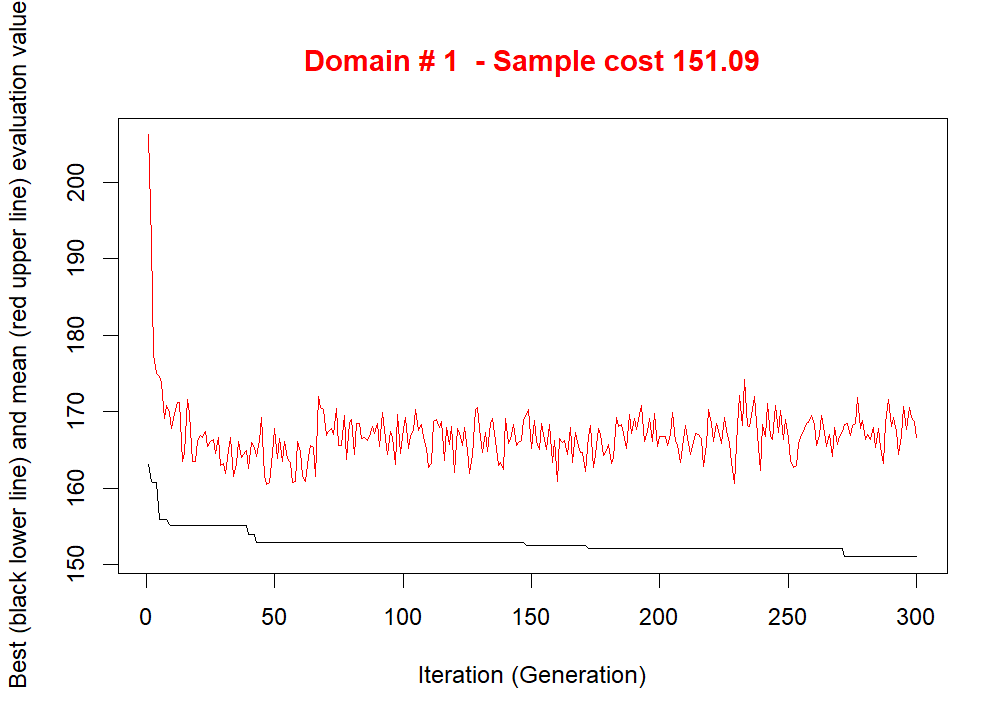 Domain # 1  - Sample cost 151.09
Best (black lower line) and mean (red upper line) evaluation value
200
190
180
170
160
150
0 50 100 150 200 250 300
Iteration (Generation)